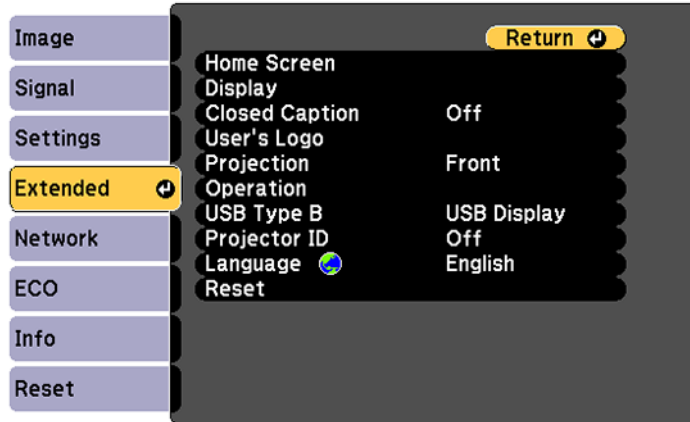 Image
Signal
Settings
Extended
Network
ECO
Info
Reset
Return
Home Screen
Display
Closed Caption Off
User's Logo
Projection Front
Operation
USB Type B USB Display
Projector ID Off
Language English
Reset